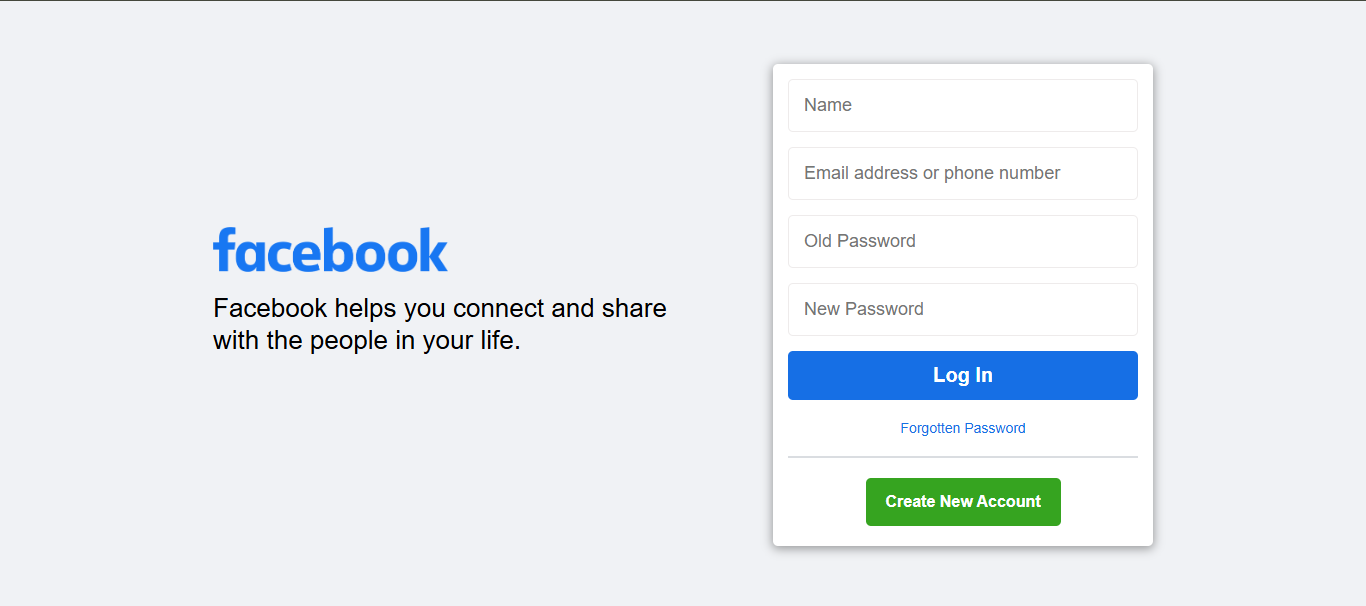 facebook
Facebook helps you connect and share
with the people in your life.
Name
Email address or phone number
Old Password
New Password
Log In
Forgotten Password
Create New Account